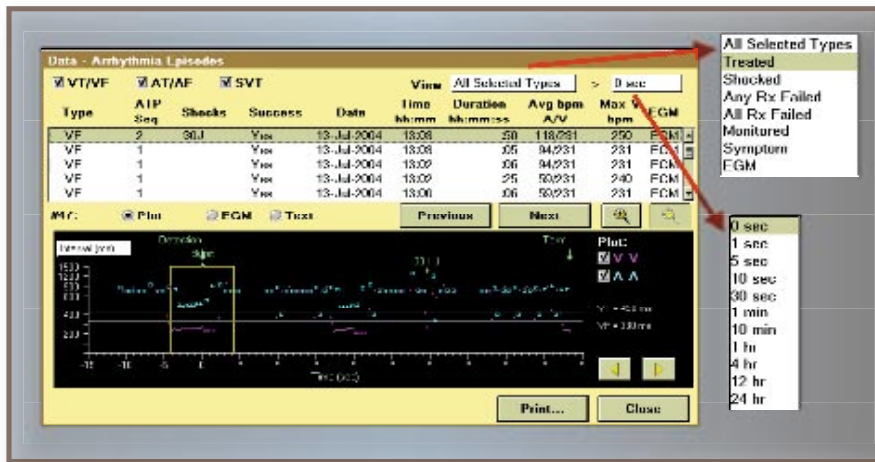 Data - Arrhythmia Episodes
VT/VF AT/AF SVT View All Selected Types > 0 sec
Type ATP Seq Shocks Success Date Time hh:mm Duration hh:mm:ss Avg bpm A/V Max V bpm EGM
VF 2 30J Yes 13-Jul-2004 13:08 :50 118/231 250 EGM
VF 1 Yes 13-Jul-2004 13:03 :05 94/231 231 EGM
VF 1 Yes 13-Jul-2004 13:02 :06 94/231 231 EGM
VF 1 Yes 13-Jul-2004 13:02 :25 50/231 240 EGM
VF 1 Yes 13-Jul-2004 13:00 :06 50/231 231 EGM
Plot EGM Text Previous Next
Interval (ms) Detection Term Plot:
V V
A A
-15 -10 -5 0
Time (sec)
Print... Close
All Selected Types
Treated
Shocked
Any Rx Failed
All Rx Failed
Monitored
Symptom
EGM
0 sec
1 sec
5 sec
10 sec
30 sec
1 min
10 min
1 hr
4 hr
12 hr
24 hr